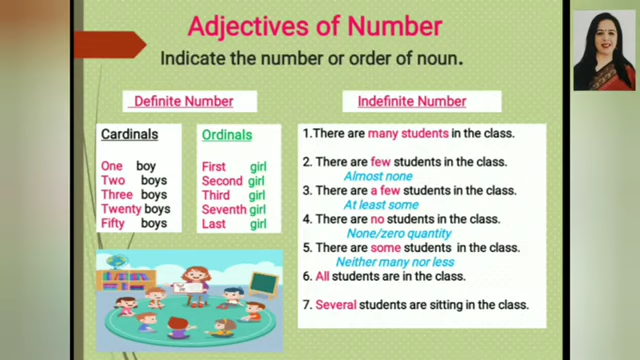 Adjectives of Number
Indicate the number or order of noun.
Definite Number
Cardinals
One boy
Two boys
Three boys
Twenty boys
Fifty boys
Ordinals
First girl
Second girl
Third girl
Seventh girl
Last girl
Indefinite Number
1.There are many students in the class.
2. There are few students in the class.
Almost none
3. There are a few students in the class.
At least some
4. There are no students in the class.
None/zero quantity
5. There are some students in the class.
Neither many nor less
6. All students are in the class.
7. Several students are sitting in the class.